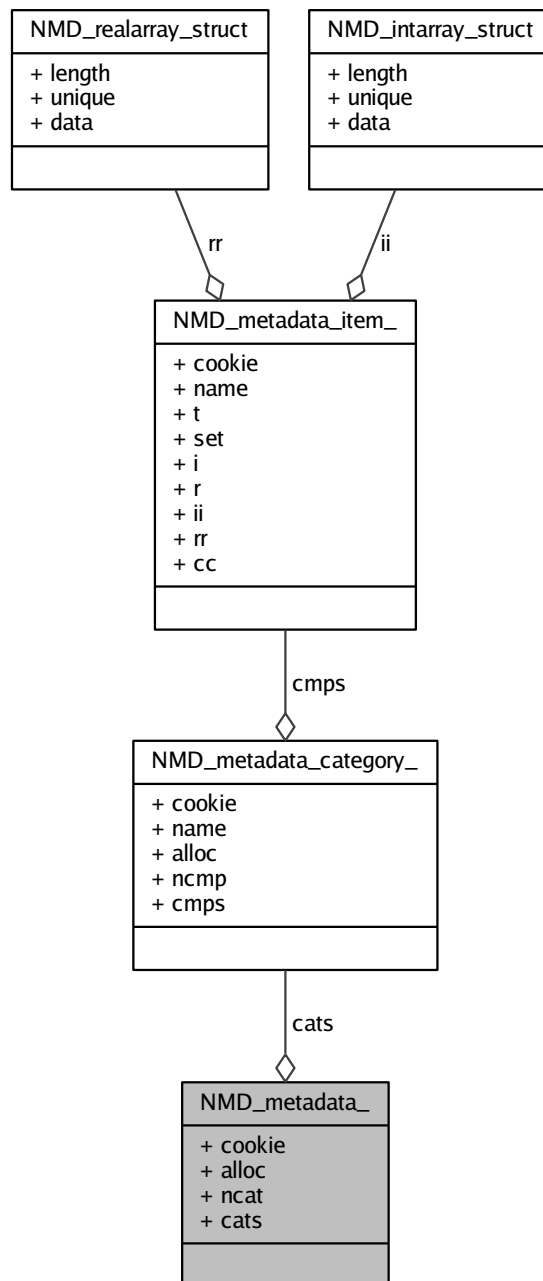 NMD_realarray_struct
+ length
+ unique
+ data
NMD_intarray_struct
+ length
+ unique
+ data
rr
ii
NMD_metadata_item_
+ cookie
+ name
+ t
+ set
+ i
+ r
+ ii
+ rr
+ cc
cmps
NMD_metadata_category_
+ cookie
+ name
+ alloc
+ ncmp
+ cmps
cats
NMD_metadata_
+ cookie
+ alloc
+ ncat
+ cats